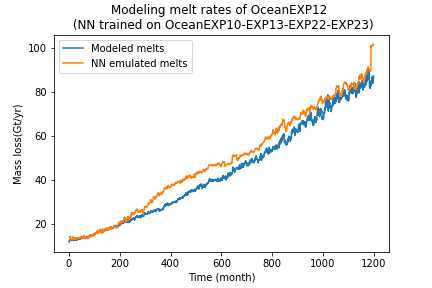 Modeling melt rates of OceanEXP12
(NN trained on OceanEXP10-EXP13-EXP22-EXP23)
Modeled melts
NN emulated melts
Mass loss(Gt/yr)
100
80
60
40
20
0 200 400 600 800 1000 1200
Time (month)